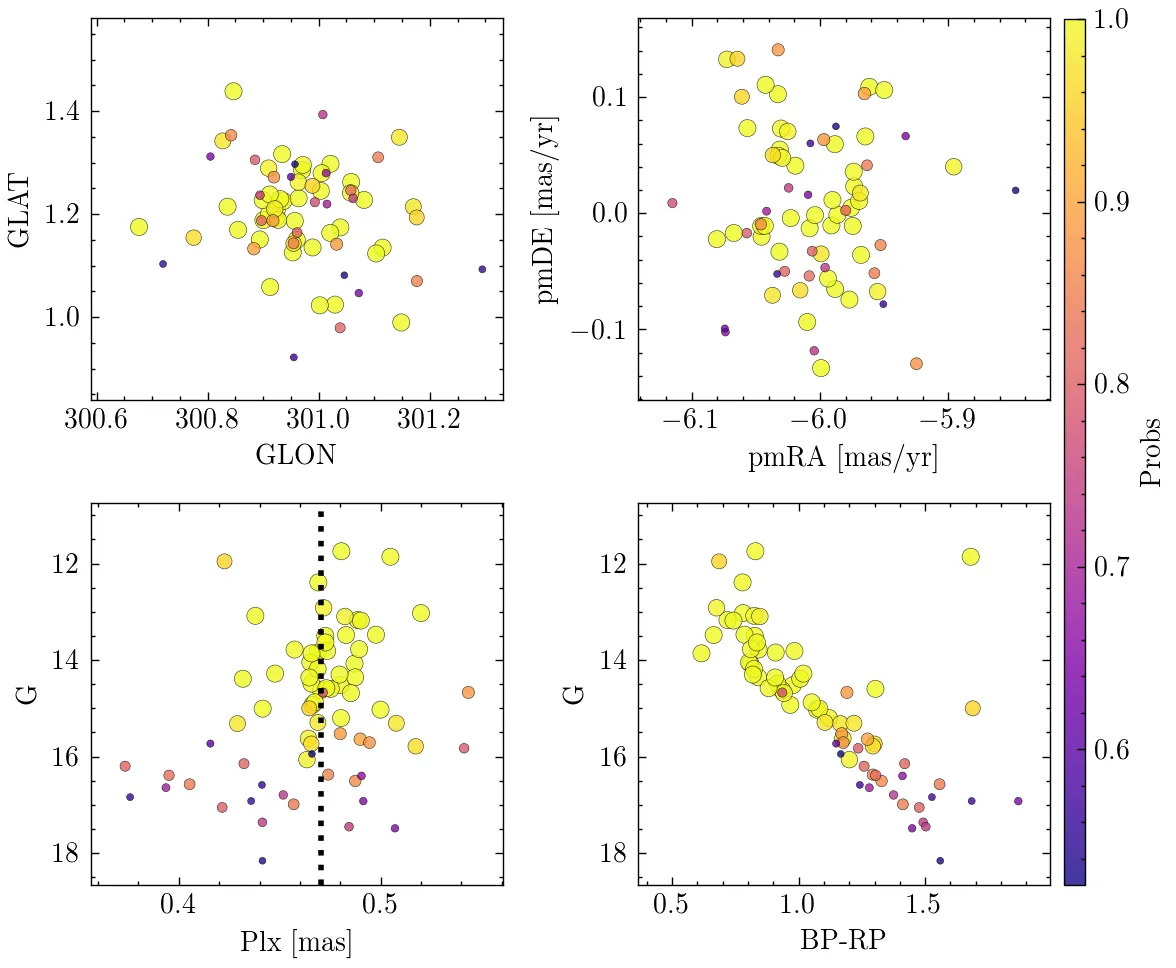 1.4
1.2
1.0
GLAT
300.6 300.8 301.0 301.2
GLON
0.1
0.0
−0.1
pmDE [mas/yr]
−6.1 −6.0 −5.9
pmRA [mas/yr]
12
14
16
18
G
0.4 0.5
Plx [mas]
12
14
16
18
G
0.5 1.0 1.5
BP-RP
1.0
0.9
0.8
0.7
0.6
Probs